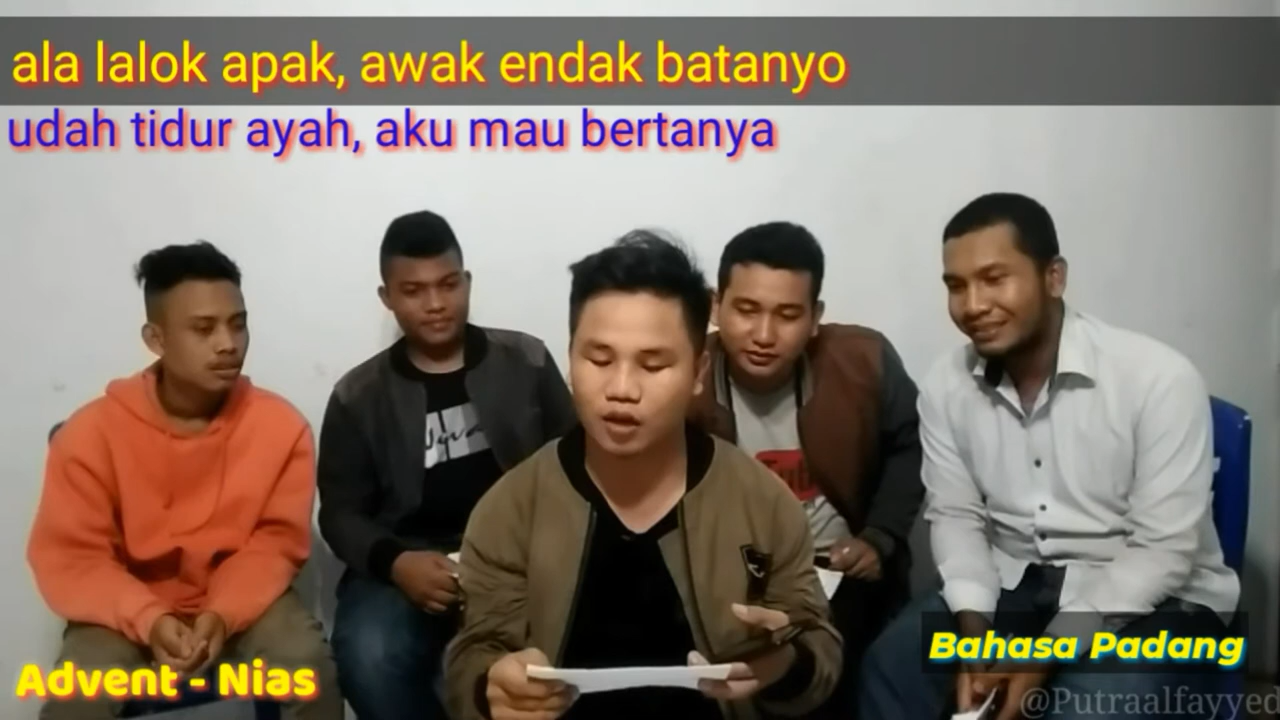 ala lalok apak, awak endak batanyo
udah tidur ayah, aku mau bertanya
Bahasa Padang
Advent - Nias
@Putraalfayyed